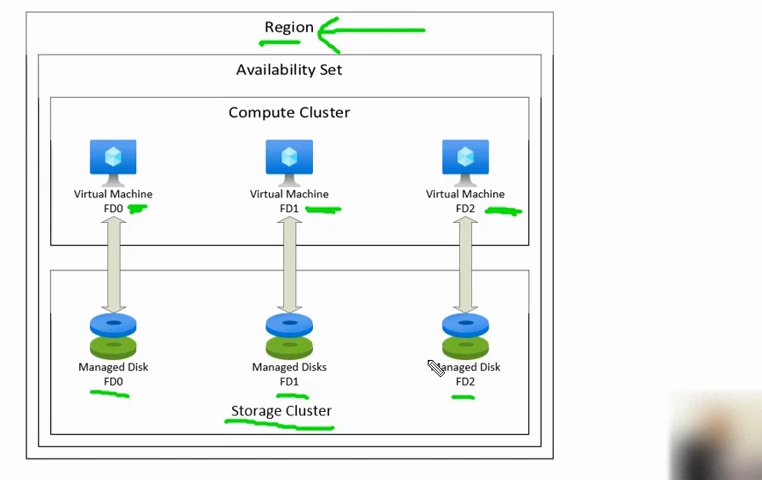 Region
Availability Set
Compute Cluster
Virtual Machine
FD0
Virtual Machine
FD1
Virtual Machine
FD2
Managed Disk
FD0
Managed Disks
FD1
Managed Disk
FD2
Storage Cluster